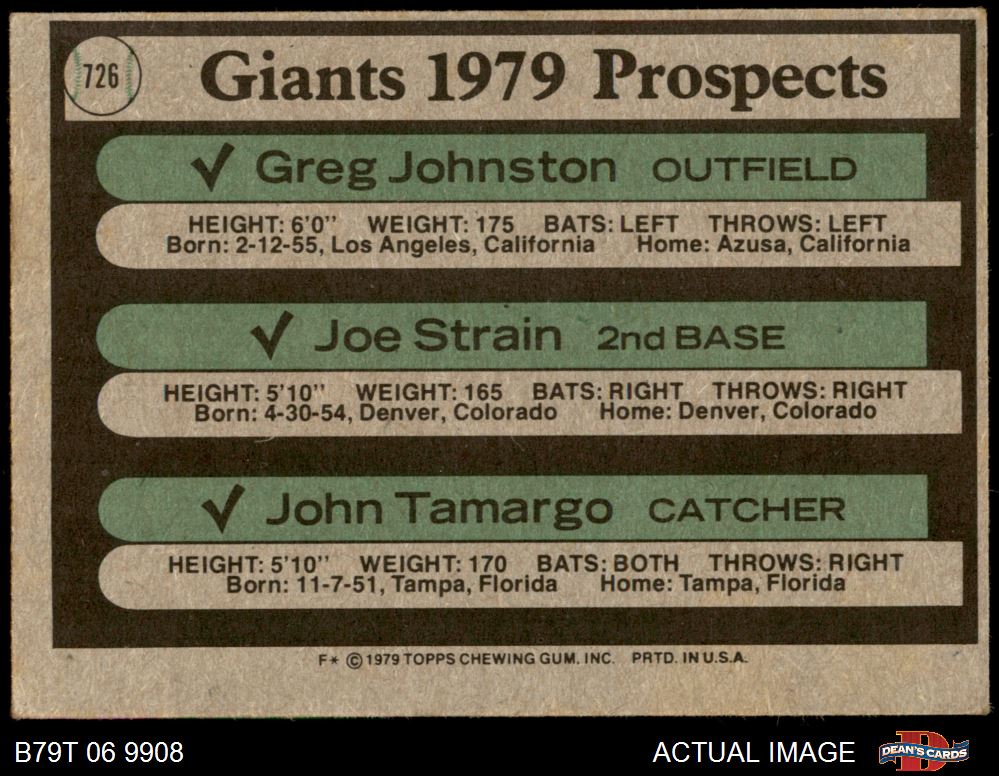 726
Giants 1979 Prospects
✓ Greg Johnston OUTFIELD
HEIGHT: 6'0" WEIGHT: 175 BATS: LEFT THROWS: LEFT
Born: 2-12-55, Los Angeles, California Home: Azusa, California
✓ Joe Strain 2nd BASE
HEIGHT: 5'10" WEIGHT: 165 BATS: RIGHT THROWS: RIGHT
Born: 4-30-54, Denver, Colorado Home: Denver, Colorado
✓ John Tamargo CATCHER
HEIGHT: 5'10" WEIGHT: 170 BATS: BOTH THROWS: RIGHT
Born: 11-7-51, Tampa, Florida Home: Tampa, Florida
F* © 1979 TOPPS CHEWING GUM, INC. PRTD. IN U.S.A.
B79T 06 9908 ACTUAL IMAGE D DEAN'S CARDS